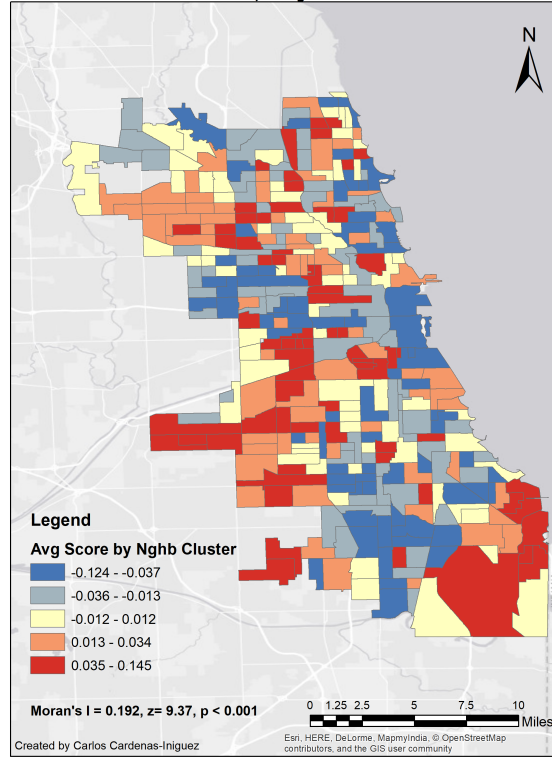 N
Legend
Avg Score by Nghb Cluster
-0.124 - -0.037
-0.036 - -0.013
-0.012 - 0.012
0.013 - 0.034
0.035 - 0.145
Moran's I = 0.192, z= 9.37, p < 0.001
0 1.25 2.5 5 7.5 10
Miles
Esri, HERE, DeLorme, MapmyIndia, © OpenStreetMap
contributors, and the GIS user community
Created by Carlos Cardenas-Iniguez